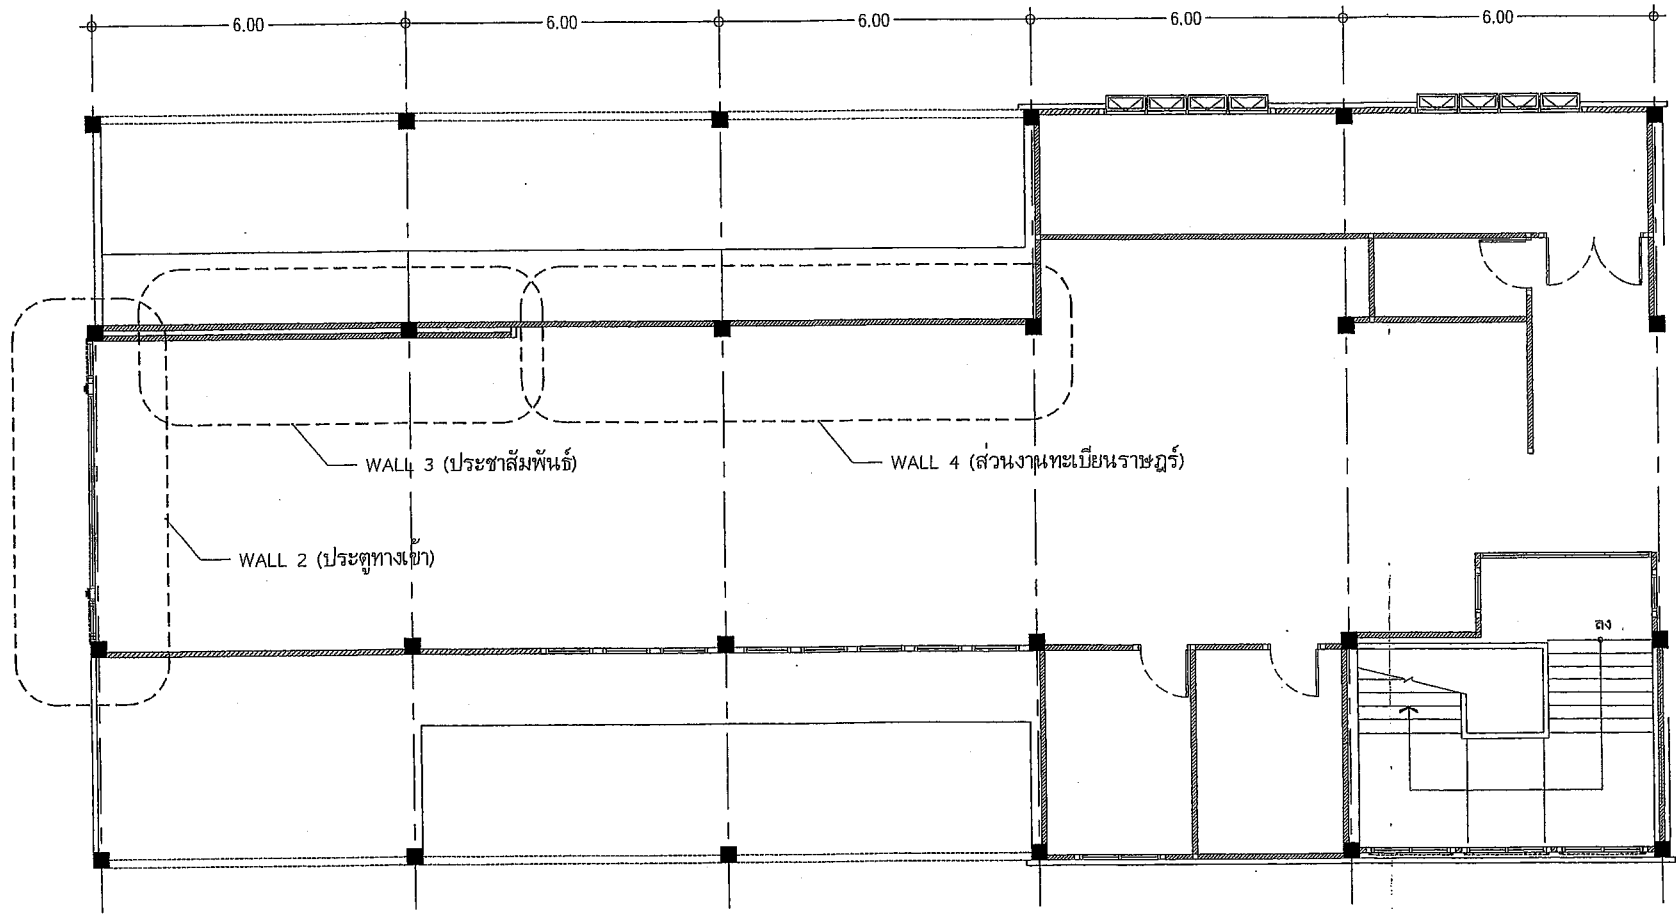 6.00 6.00 6.00 6.00 6.00
WALL 3 (ประชาสัมพันธ์)
WALL 4 (ส่วนงานทะเบียนราษฎร์)
WALL 2 (ประตูทางเข้า)
ลง